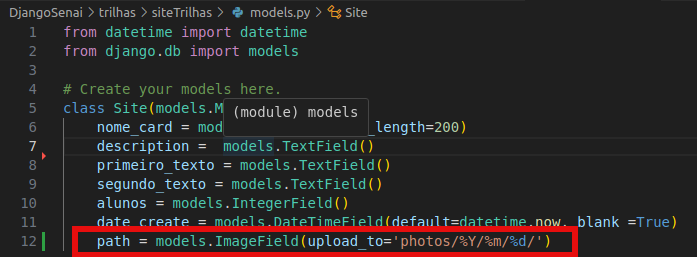 DjangoSenai > trilhas > siteTrilhas > models.py > Site
1 from datetime import datetime
2 from django.db import models
3
4 # Create your models here.
5 class Site(models.M
(module) models
6 nome_card = mod _length=200)
7 description = models.TextField()
8 primeiro_texto = models.TextField()
9 segundo_texto = models.TextField()
10 alunos = models.IntegerField()
11 date_create = models.DateTimeField(default=datetime.now, blank =True)
12 path = models.ImageField(upload_to='photos/%Y/%m/%d/')